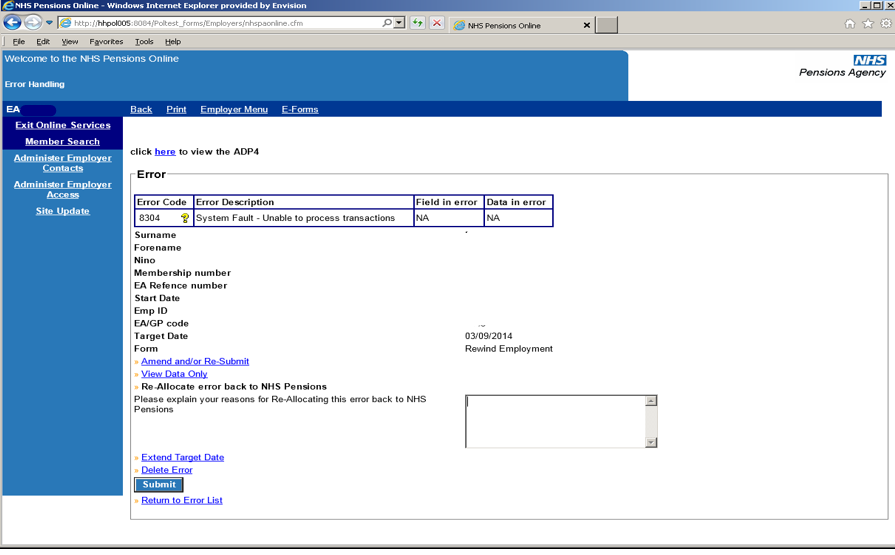 NHS Pensions Online - Windows Internet Explorer provided by Envision
http://hhpol005:8084/Poltest_forms/Employers/nhspaonline.cfm
NHS Pensions Online
File Edit View Favorites Tools Help
Welcome to the NHS Pensions Online
NHS
Pensions Agency
Error Handling
EA
Back Print Employer Menu E-Forms
Exit Online Services
Member Search
Administer Employer
Contacts
Administer Employer
Access
Site Update
click here to view the ADP4
Error
Error Code Error Description Field in error Data in error
8304 ? System Fault - Unable to process transactions NA NA
Surname
Forename
Nino
Membership number
EA Refence number
Start Date
Emp ID
EA/GP code
Target Date 03/09/2014
Form Rewind Employment
» Amend and/or Re-Submit
» View Data Only
» Re-Allocate error back to NHS Pensions
Please explain your reasons for Re-Allocating this error back to NHS
Pensions
» Extend Target Date
» Delete Error
Submit
» Return to Error List